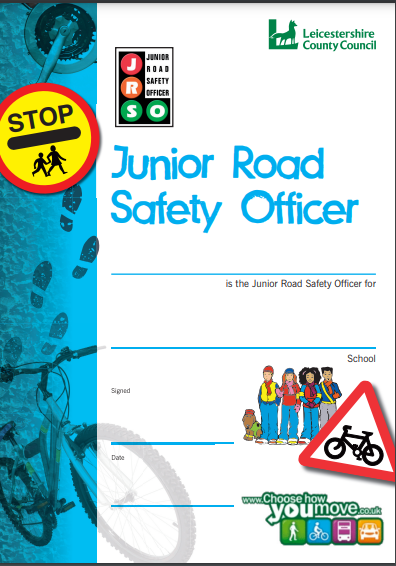 Leicestershire
County Council
JUNIOR
ROAD
SAFETY
OFFICER
J
R
S O
STOP
Junior Road
Safety Officer
is the Junior Road Safety Officer for
School
Signed
Date
www.Choose how
youmove.co.uk